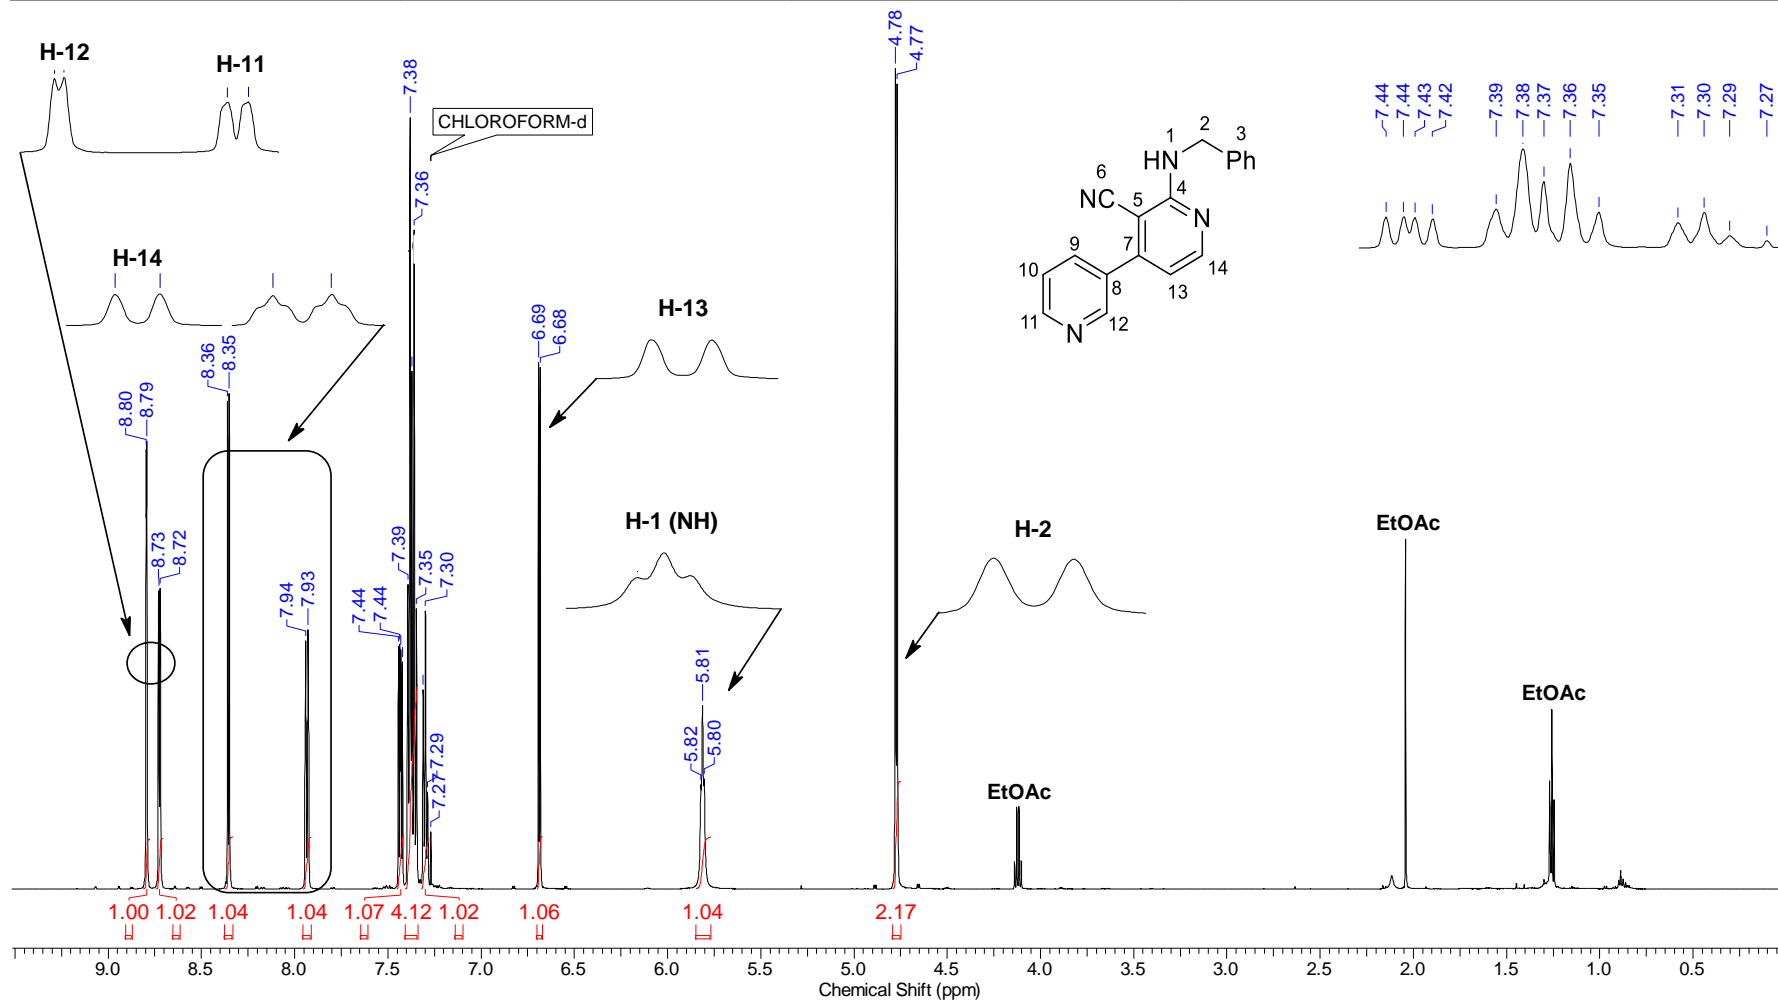 H-12
H-11
4.78
4.77
7.38
CHLOROFORM-d
7.36
7.44
7.44
7.43
7.42
7.39
7.38
7.37
7.36
7.35
7.31
7.30
7.29
7.27
1
2
3
HN
Ph
6
NC
5
4
N
7
9
10
8
14
13
11
12
N
H-14
8.36
8.35
8.80
8.79
8.73
8.72
7.94
7.93
7.44
7.44
7.39
7.35
7.30
7.29
7.27
6.69
6.68
H-13
H-1 (NH)
5.82
5.81
5.80
H-2
EtOAc
EtOAc
EtOAc
1.00 1.02 1.04 1.04 1.07 4.12 1.02 1.06 1.04 2.17
9.0 8.5 8.0 7.5 7.0 6.5 6.0 5.5 5.0 4.5 4.0 3.5 3.0 2.5 2.0 1.5 1.0 0.5
Chemical Shift (ppm)